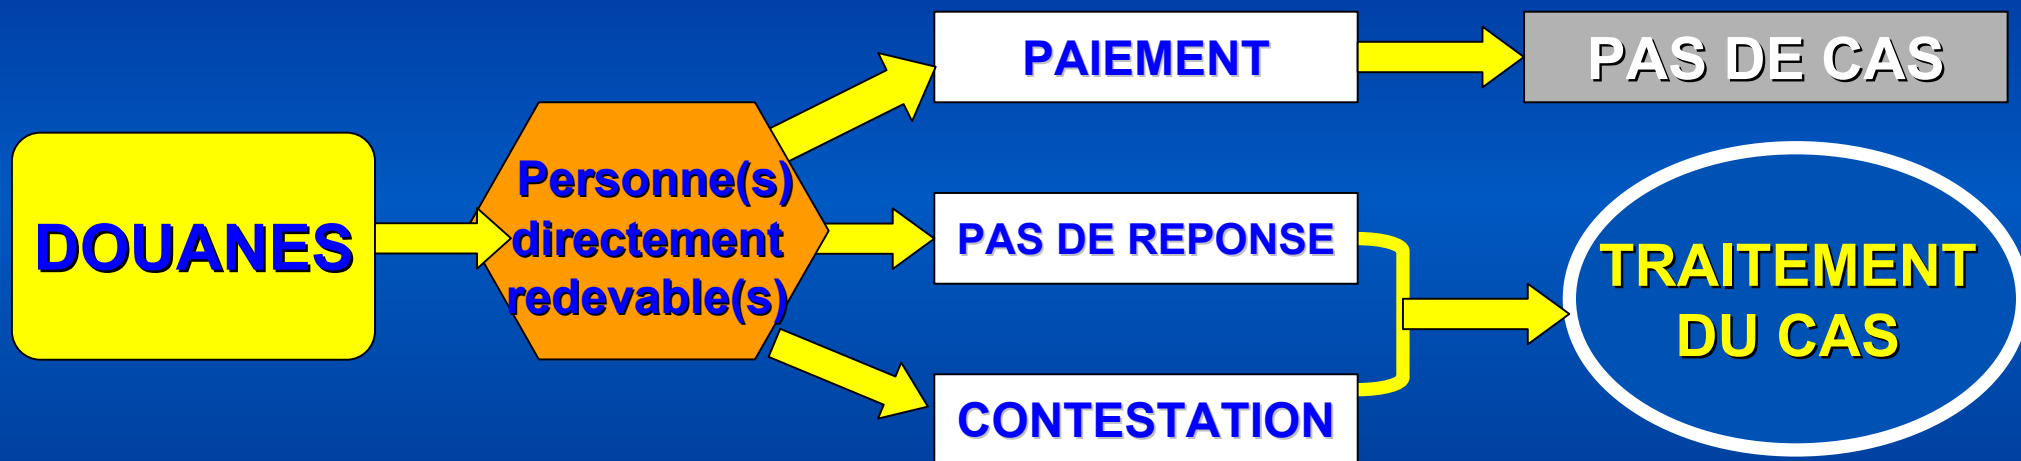 DOUANES
Personne(s)
directement
redevable(s)
PAIEMENT
PAS DE CAS
PAS DE REPONSE
CONTESTATION
TRAITEMENT
DU CAS